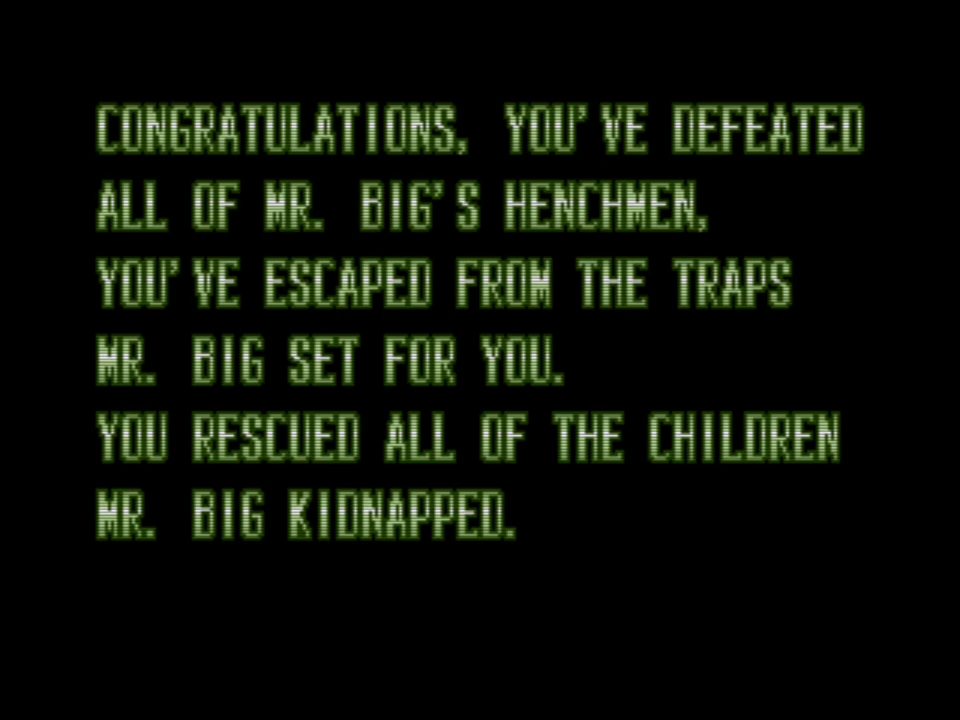 CONGRATULATIONS, YOU'VE DEFEATED
ALL OF MR. BIG'S HENCHMEN,
YOU'VE ESCAPED FROM THE TRAPS
MR. BIG SET FOR YOU.
YOU RESCUED ALL OF THE CHILDREN
MR. BIG KIDNAPPED.